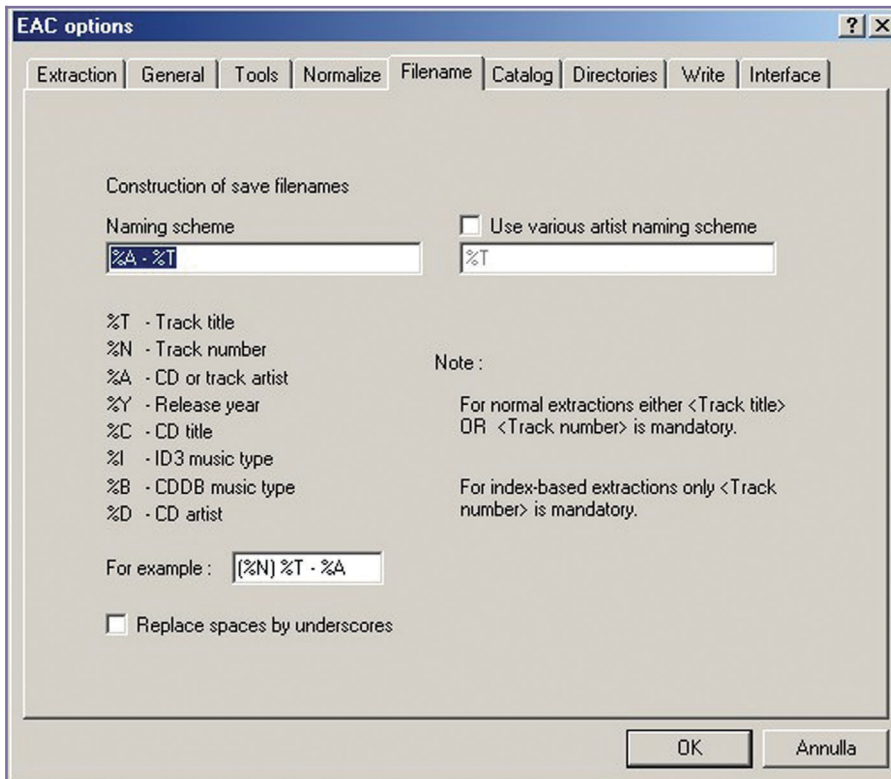 EAC options
Extraction General Tools Normalize Filename Catalog Directories Write Interface
Construction of save filenames
Naming scheme
%A - %T
Use various artist naming scheme
%T
%T - Track title
%N - Track number
%A - CD or track artist
%Y - Release year
%C - CD title
%I - ID3 music type
%B - CDDB music type
%D - CD artist
Note :
For normal extractions either <Track title>
OR <Track number> is mandatory.
For index-based extractions only <Track
number> is mandatory.
For example : (%N) %T - %A
Replace spaces by underscores
OK Annulla